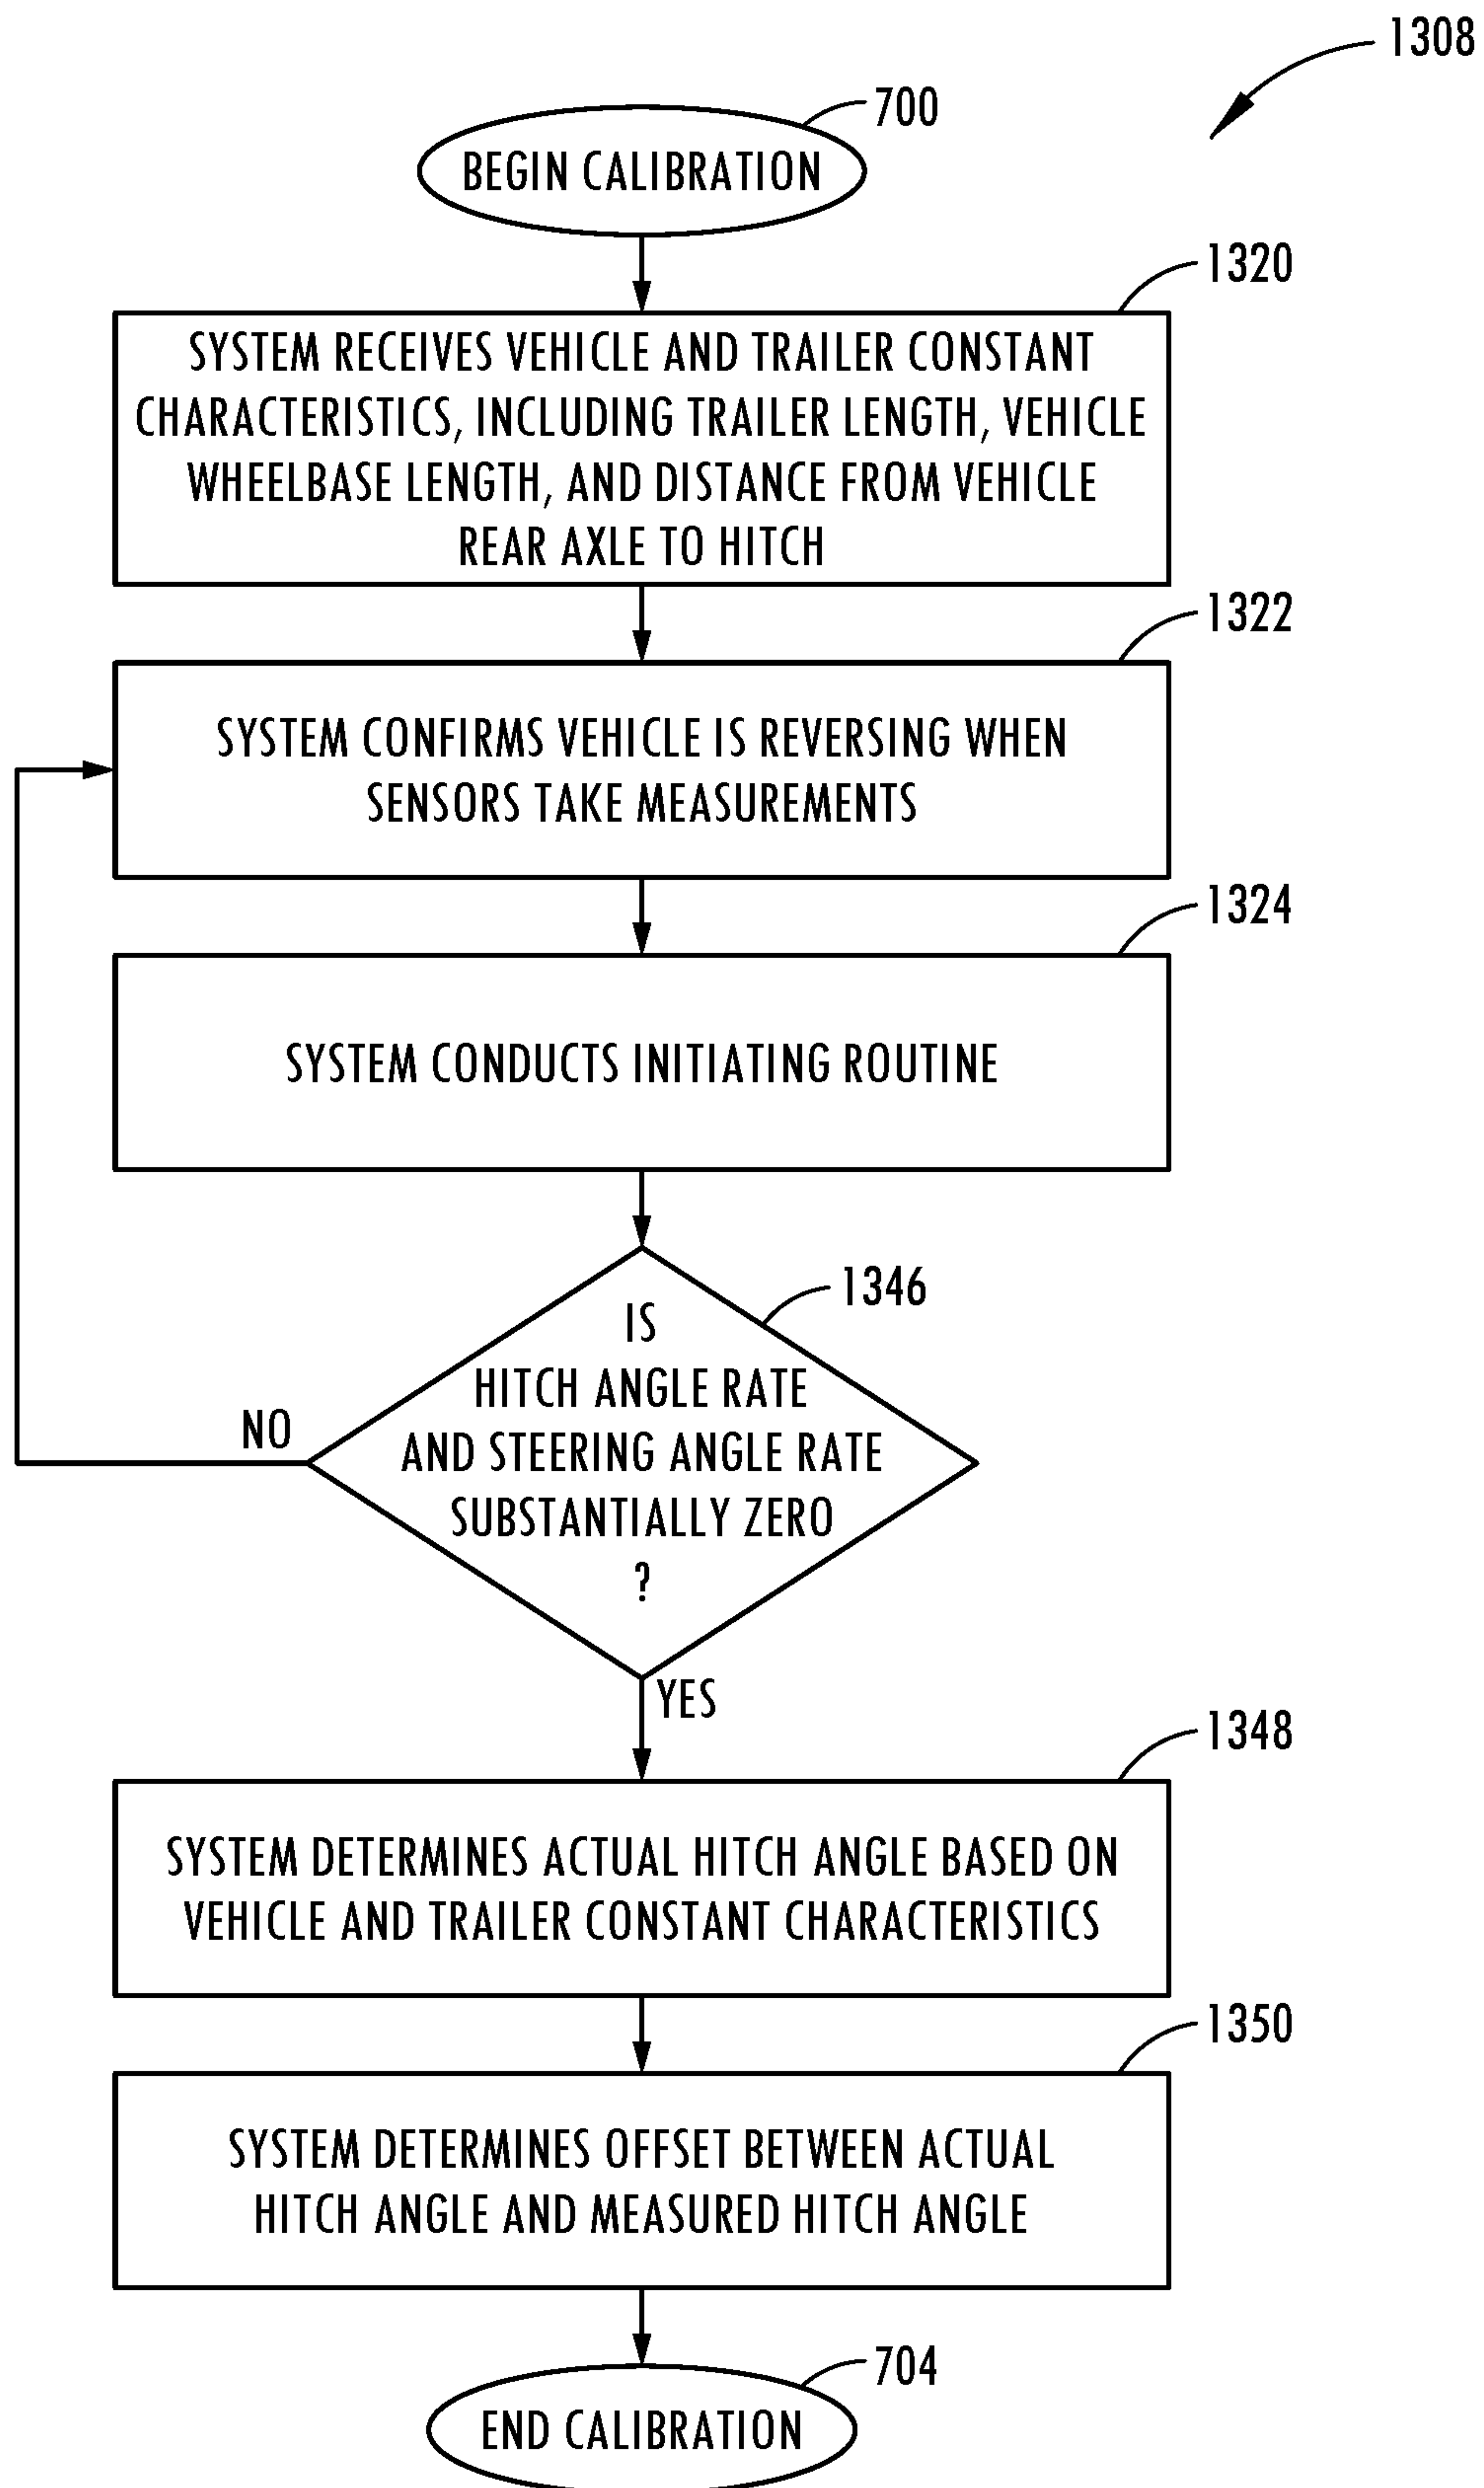 1308
700
BEGIN CALIBRATION
1320
SYSTEM RECEIVES VEHICLE AND TRAILER CONSTANT
CHARACTERISTICS, INCLUDING TRAILER LENGTH, VEHICLE
WHEELBASE LENGTH, AND DISTANCE FROM VEHICLE
REAR AXLE TO HITCH
1322
SYSTEM CONFIRMS VEHICLE IS REVERSING WHEN
SENSORS TAKE MEASUREMENTS
1324
SYSTEM CONDUCTS INITIATING ROUTINE
1346
IS
HITCH ANGLE RATE
AND STEERING ANGLE RATE
SUBSTANTIALLY ZERO
?
NO
YES
1348
SYSTEM DETERMINES ACTUAL HITCH ANGLE BASED ON
VEHICLE AND TRAILER CONSTANT CHARACTERISTICS
1350
SYSTEM DETERMINES OFFSET BETWEEN ACTUAL
HITCH ANGLE AND MEASURED HITCH ANGLE
704
END CALIBRATION